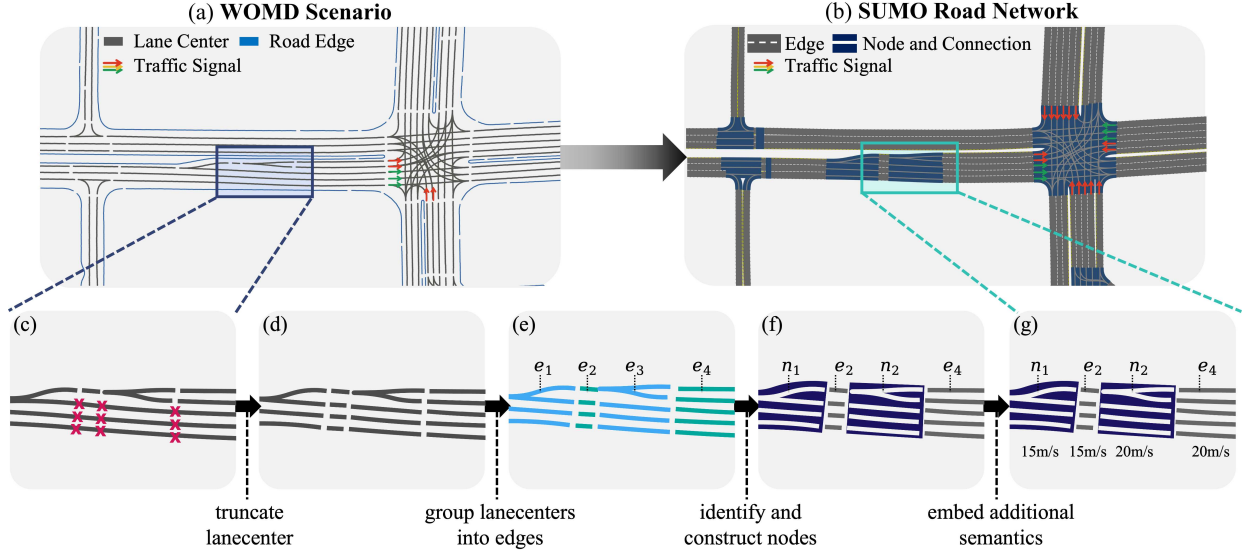 (a) WOMD Scenario
Lane Center Road Edge
Traffic Signal
(b) SUMO Road Network
Edge Node and Connection
Traffic Signal
(c)
(d)
(e)
e₁ e₂ e₃ e₄
(f)
n₁ e₂ n₂ e₄
(g)
n₁ e₂ n₂ e₄
15m/s 15m/s 20m/s 20m/s
truncate
lanecenter
group lanecenters
into edges
identify and
construct nodes
embed additional
semantics